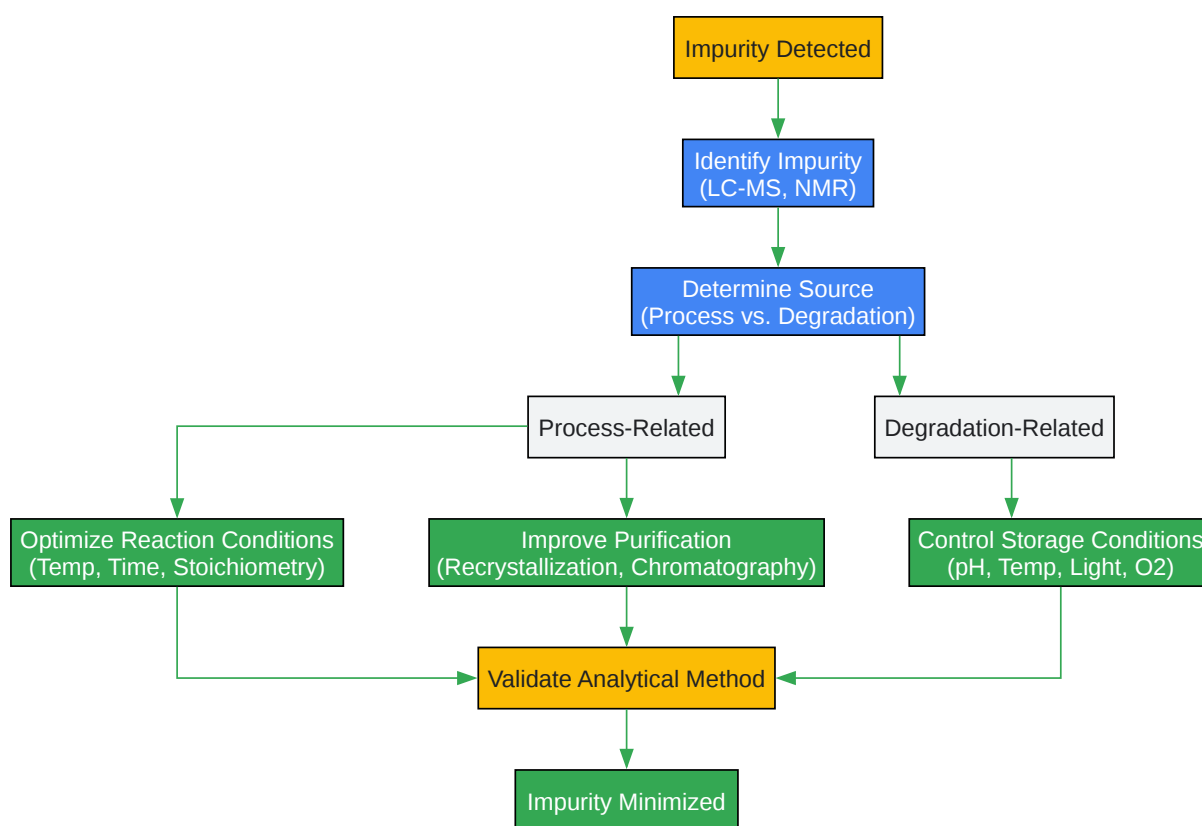 Impurity Detected
Identify Impurity
(LC-MS, NMR)
Determine Source
(Process vs. Degradation)
Process-Related
Degradation-Related
Optimize Reaction Conditions
(Temp, Time, Stoichiometry)
Improve Purification
(Recrystallization, Chromatography)
Control Storage Conditions
(pH, Temp, Light, O2)
Validate Analytical Method
Impurity Minimized